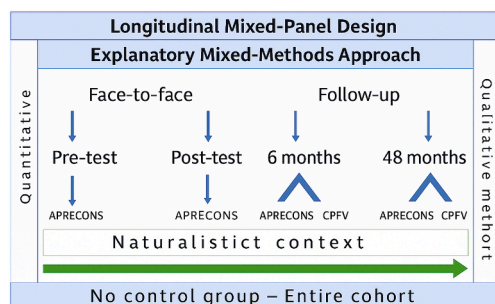 Longitudinal Mixed-Panel Design
Explanatory Mixed-Methods Approach
Quantitative
Face-to-face Follow-up
Pre-test Post-test 6 months 48 months
APRECONS APRECONS APRECONS CPFV APRECONS CPFV
Naturalistict context
Qualitative methort
No control group – Entire cohort